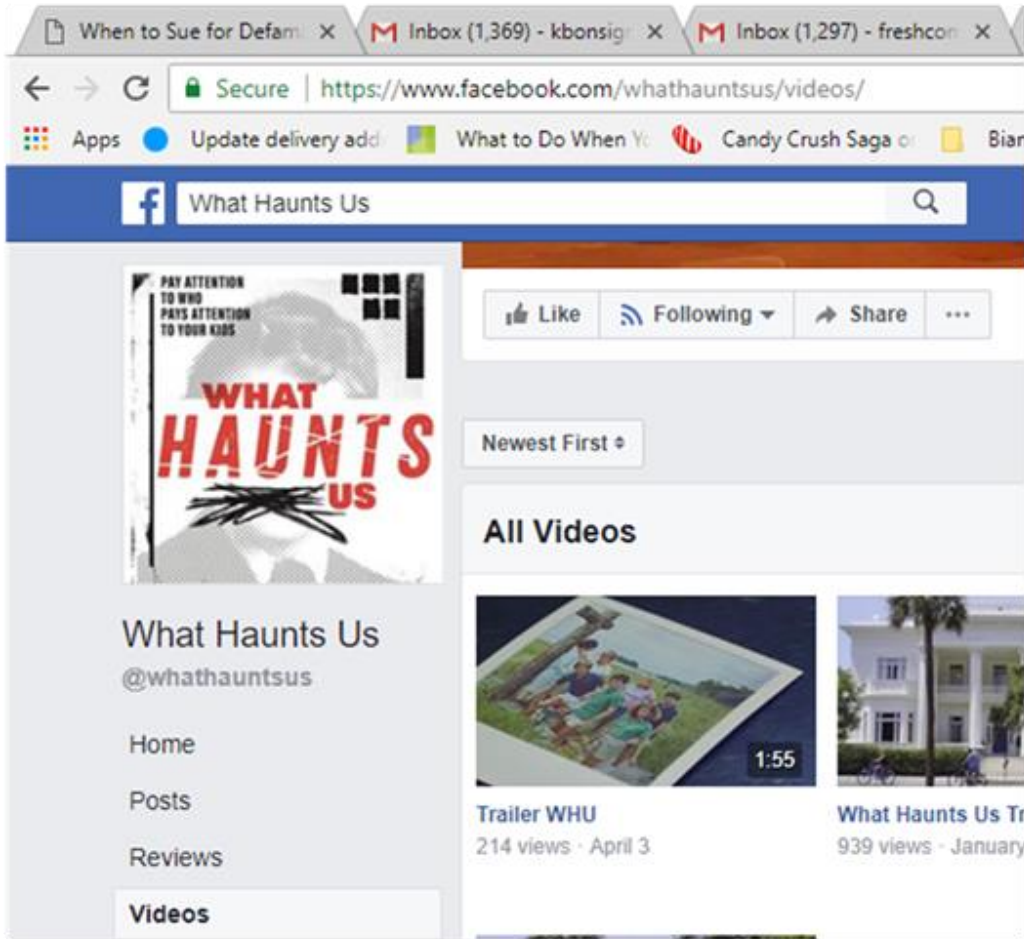 When to Sue for Defam
Inbox (1,369) - kbonsig
Inbox (1,297) - freshcon
Secure | https://www.facebook.com/whathauntsus/videos/
Apps
Update delivery add
What to Do When Yo
Candy Crush Saga o
Bian
f
What Haunts Us
PAY ATTENTION
TO WHO
PAYS ATTENTION
TO YOUR KIDS
WHAT
HAUNTS
US
Like
Following
Share
...
Newest First
All Videos
What Haunts Us
@whathauntsus
Home
Posts
Reviews
Videos
1:55
Trailer WHU
214 views · April 3
What Haunts Us Tr
939 views · January